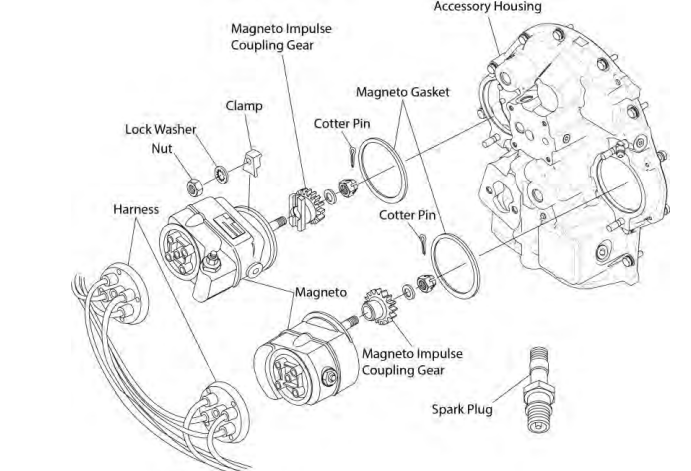 Accessory Housing
Magneto Impulse
Coupling Gear
Magneto Gasket
Clamp
Cotter Pin
Lock Washer
Nut
Harness
Cotter Pin
Magneto
Magneto Impulse
Coupling Gear
Spark Plug